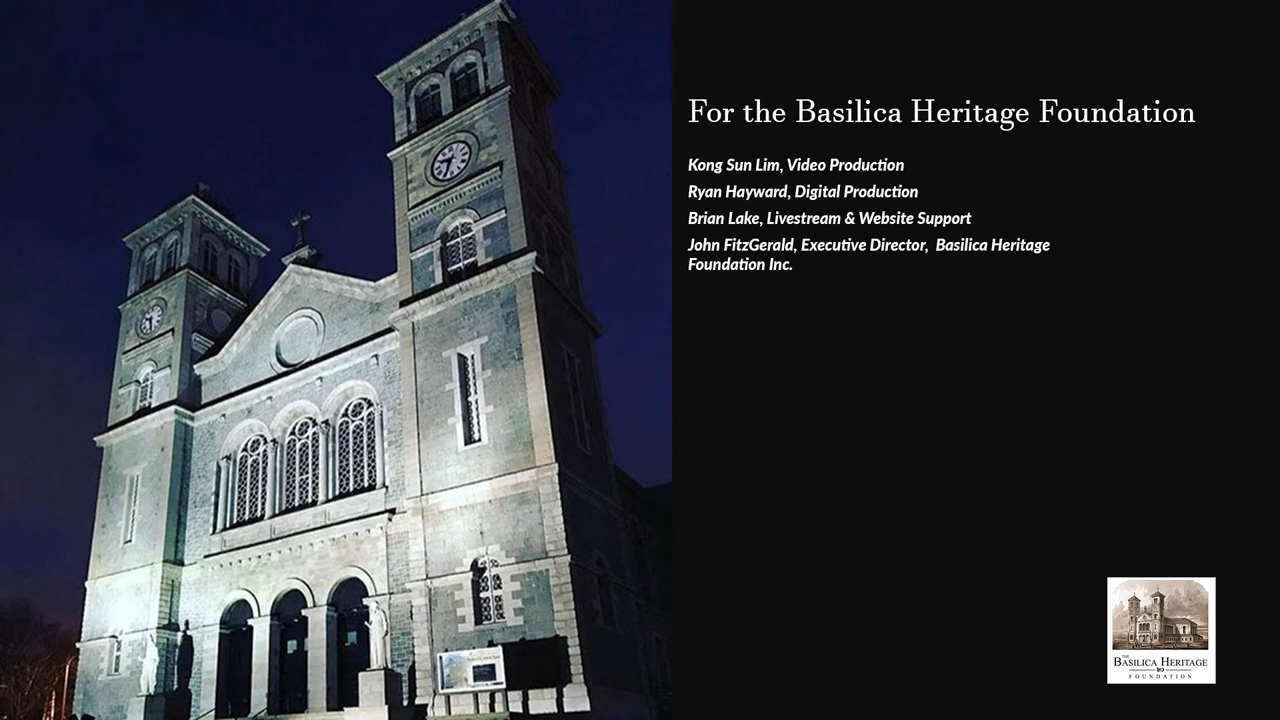 For the Basilica Heritage Foundation
Kong Sun Lim, Video Production
Ryan Hayward, Digital Production
Brian Lake, Livestream & Website Support
John FitzGerald, Executive Director,  Basilica Heritage
Foundation Inc.
THE
BASILICA HERITAGE
FOUNDATION